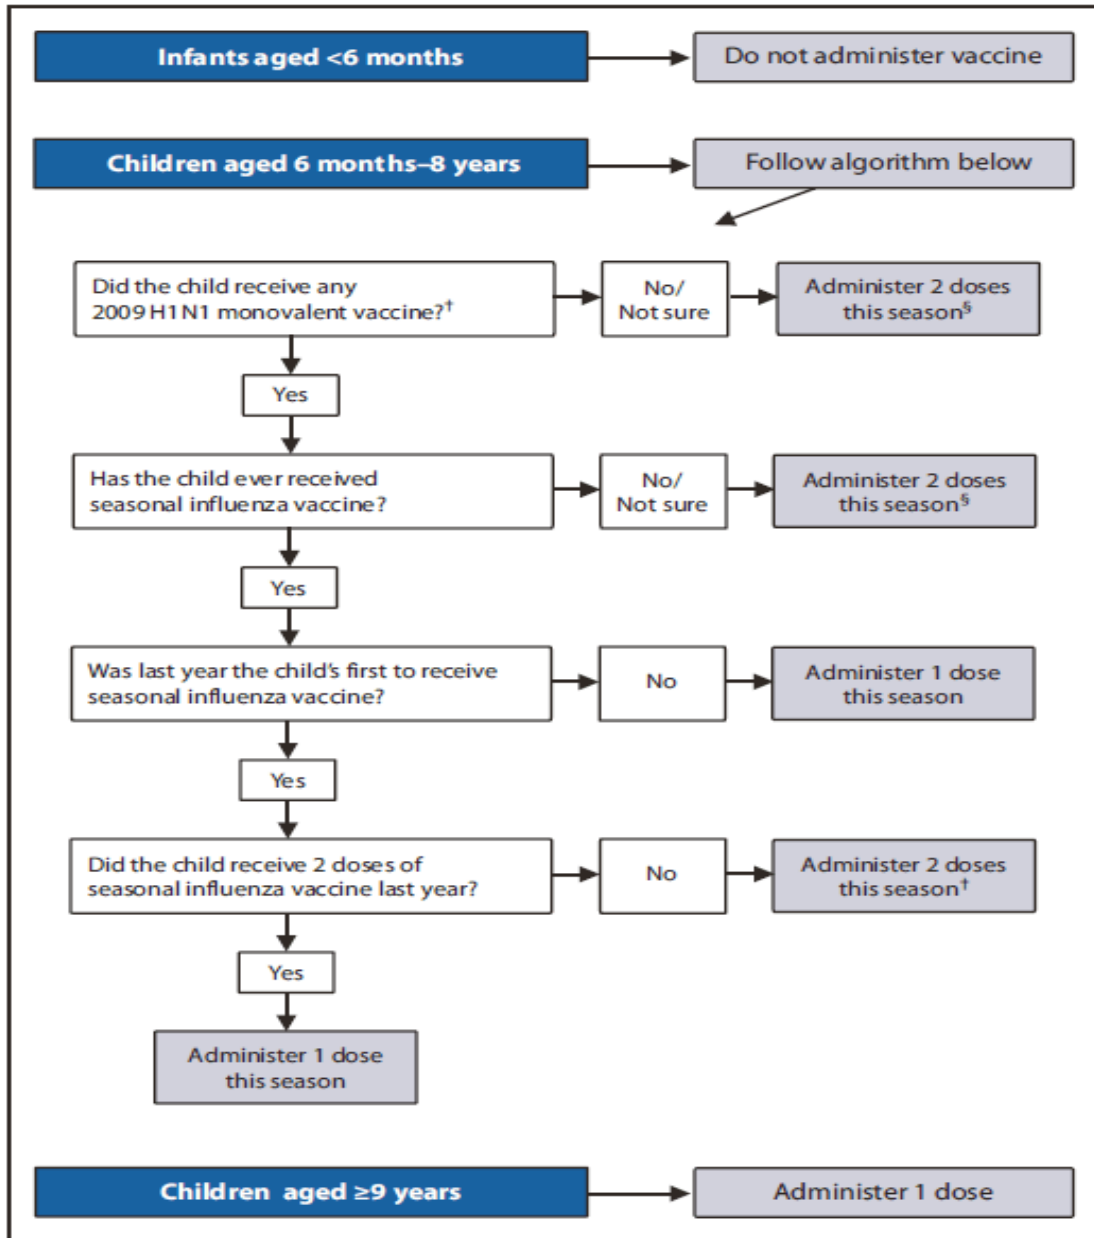 Infants aged <6 months
Do not administer vaccine
Children aged 6 months–8 years
Follow algorithm below
Did the child receive any
2009 H1N1 monovalent vaccine?†
No/
Not sure
Administer 2 doses
this season§
Yes
Has the child ever received
seasonal influenza vaccine?
No/
Not sure
Administer 2 doses
this season§
Yes
Was last year the child's first to receive
seasonal influenza vaccine?
No
Administer 1 dose
this season
Yes
Did the child receive 2 doses of
seasonal influenza vaccine last year?
No
Administer 2 doses
this season†
Yes
Administer 1 dose
this season
Children aged ≥9 years
Administer 1 dose